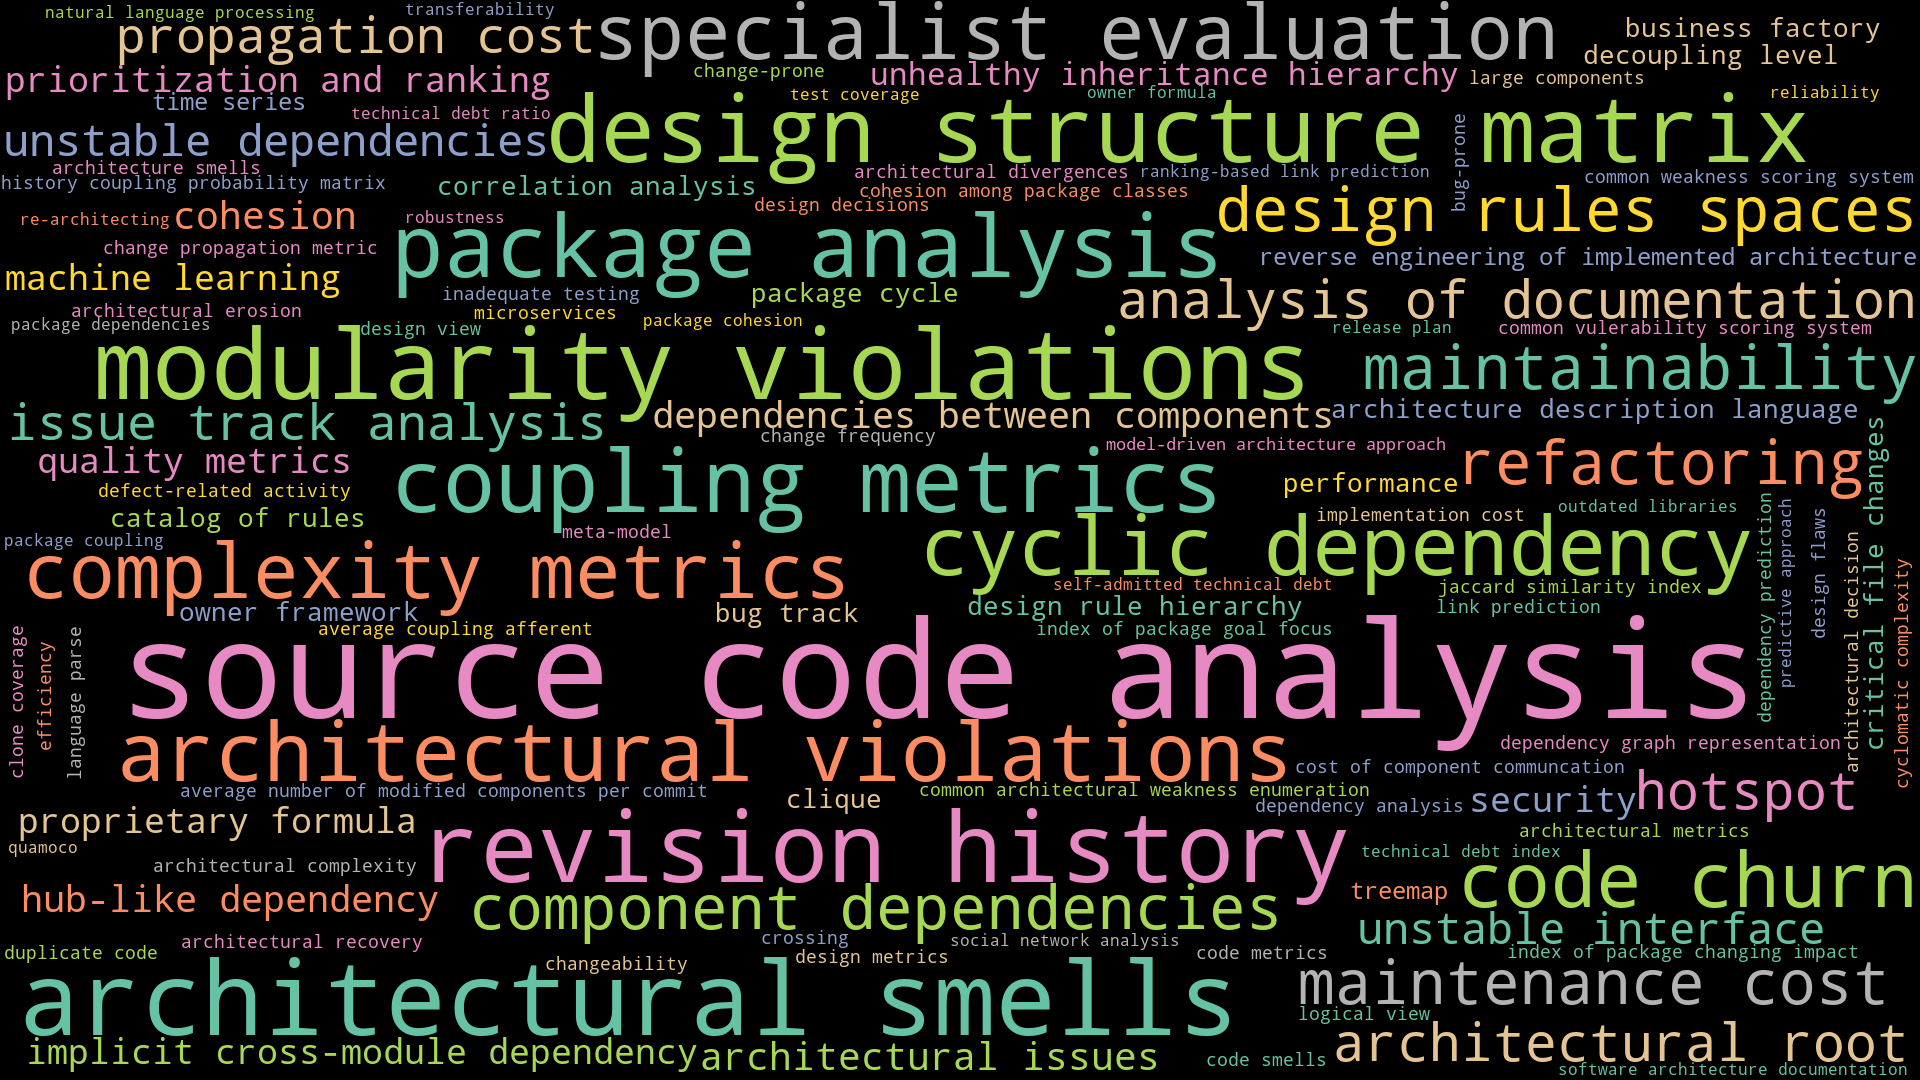 natural language processing
transferability
propagation cost
specialist evaluation
business factory
decoupling level
prioritization and ranking
change-prone
unhealthy inheritance hierarchy
large components
time series
test coverage
owner formula
reliability
technical debt ratio
unstable dependencies
design structure matrix
bug-prone
architecture smells
history coupling probability matrix
correlation analysis
architectural divergences
ranking-based link prediction
common weakness scoring system
cohesion among package classes
design decisions
re-architecting
cohesion
robustness
design rules spaces
change propagation metric
package analysis
reverse engineering of implemented architecture
machine learning
inadequate testing
package cycle
analysis of documentation
architectural erosion
microservices
package cohesion
package dependencies
design view
release plan
common vulerability scoring system
modularity violations
maintainability
issue track analysis
dependencies between components
architecture description language
change frequency
model-driven architecture approach
quality metrics
coupling metrics
refactoring
critical file changes
defect-related activity
performance
catalog of rules
outdated libraries
implementation cost
meta-model
package coupling
cyclic dependency
dependency prediction
predictive approach
design flaws
architectural decision
cyclomatic complexity
complexity metrics
self-admitted technical debt
jaccard similarity index
owner framework
bug track
design rule hierarchy
link prediction
average coupling afferent
index of package goal focus
clone coverage
efficiency
language parse
source code analysis
architectural violations
dependency graph representation
cost of component communcation
average number of modified components per commit
clique
common architectural weakness enumeration
dependency analysis
security
hotspot
proprietary formula
revision history
architectural metrics
quamoco
architectural complexity
technical debt index
hub-like dependency
component dependencies
treemap
code churn
unstable interface
architectural recovery
crossing
social network analysis
duplicate code
code metrics
index of package changing impact
changeability
design metrics
architectural smells
maintenance cost
logical view
implicit cross-module dependency
architectural issues
code smells
architectural root
software architecture documentation